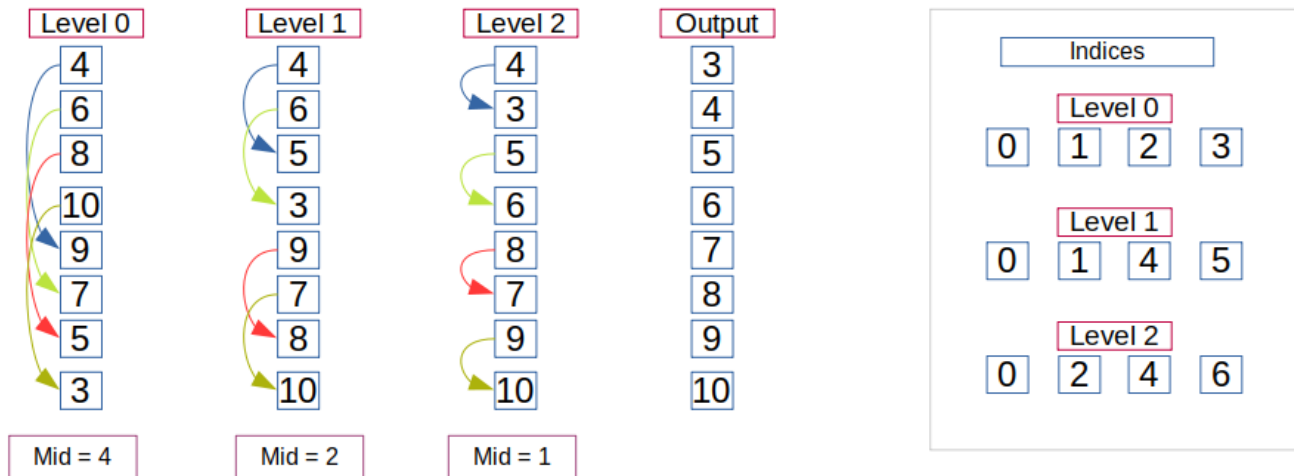 Level 0 Level 1 Level 2 Output
4 4 4 3
6 6 3 4
8 5 5 5
10 3 6 6
9 9 8 7
7 7 7 8
5 8 9 9
3 10 10 10
Mid = 4 Mid = 2 Mid = 1
Indices
Level 0
0 1 2 3
Level 1
0 1 4 5
Level 2
0 2 4 6